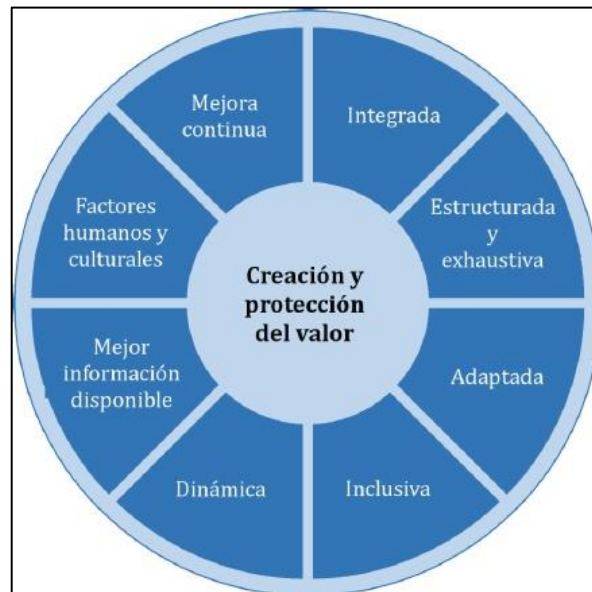 Mejora
continua
Integrada
Factores
humanos y
culturales
Estructurada
y
exhaustiva
Creación y
protección
del valor
Mejor
información
disponible
Adaptada
Dinámica
Inclusiva